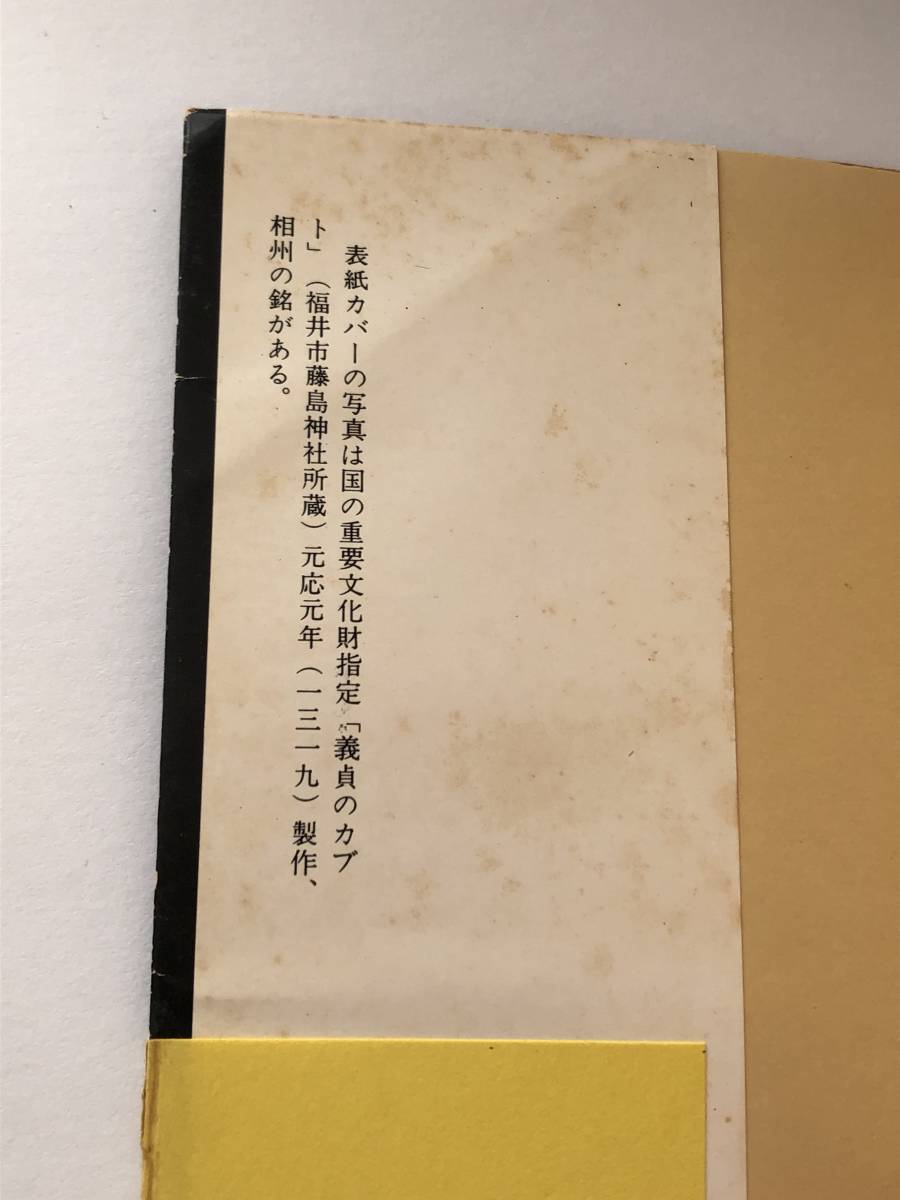 表紙カバーの写真は国の重要文化財指定「義貞のカブ
ト」（福井市藤島神社所蔵）元応元年（一三一九）製作、
相州の銘がある。